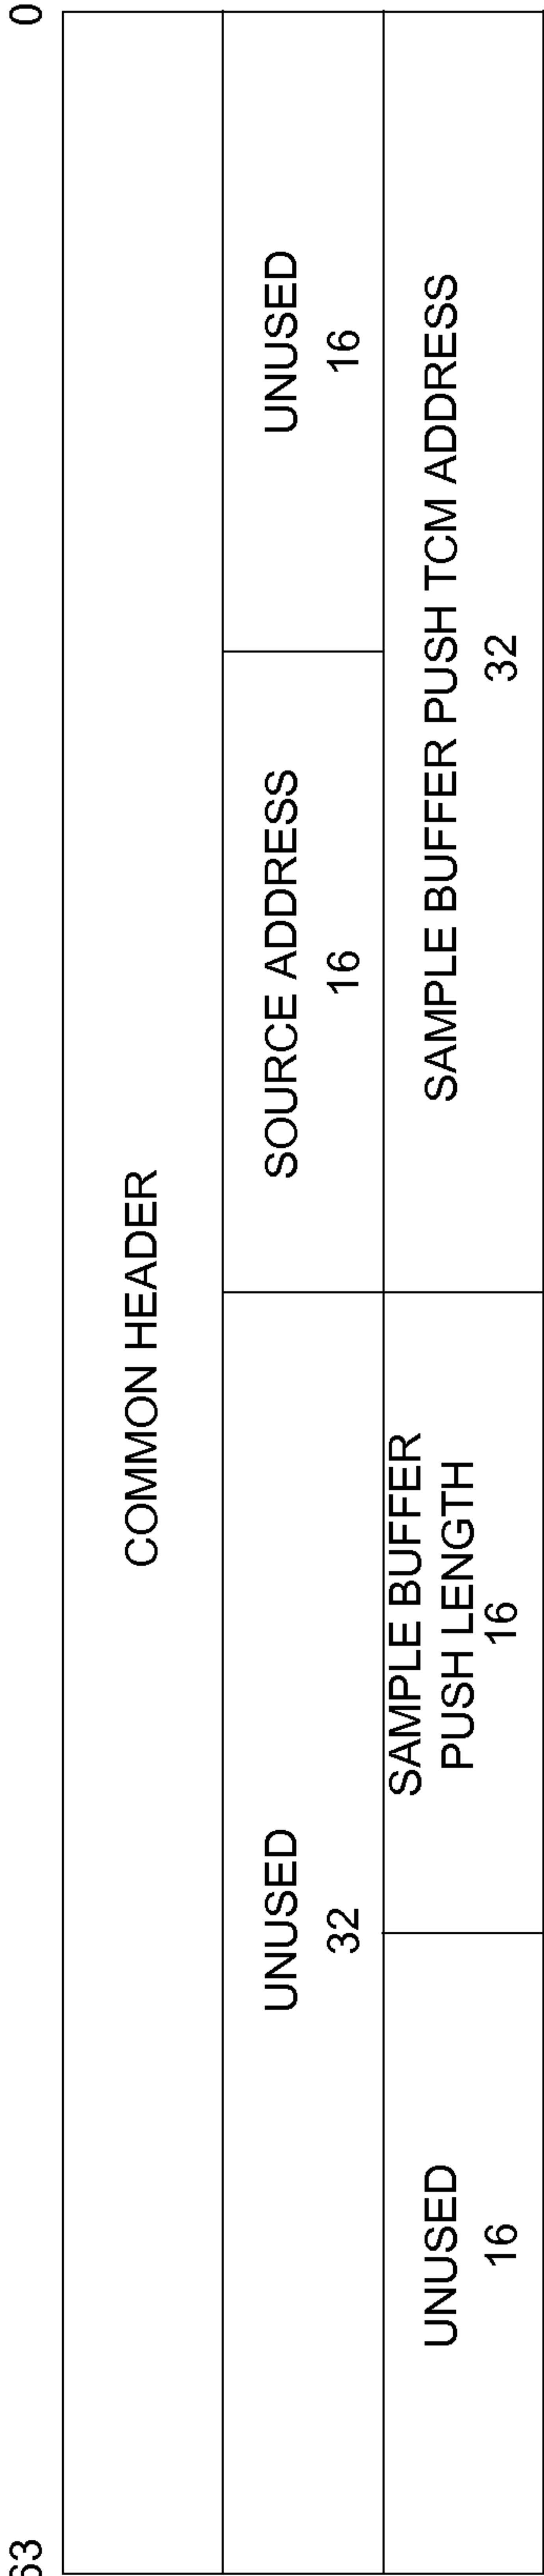 63
0
COMMON HEADER
UNUSED
32
SOURCE ADDRESS
16
UNUSED
16
UNUSED
16
SAMPLE BUFFER
PUSH LENGTH
16
SAMPLE BUFFER PUSH TCM ADDRESS
32